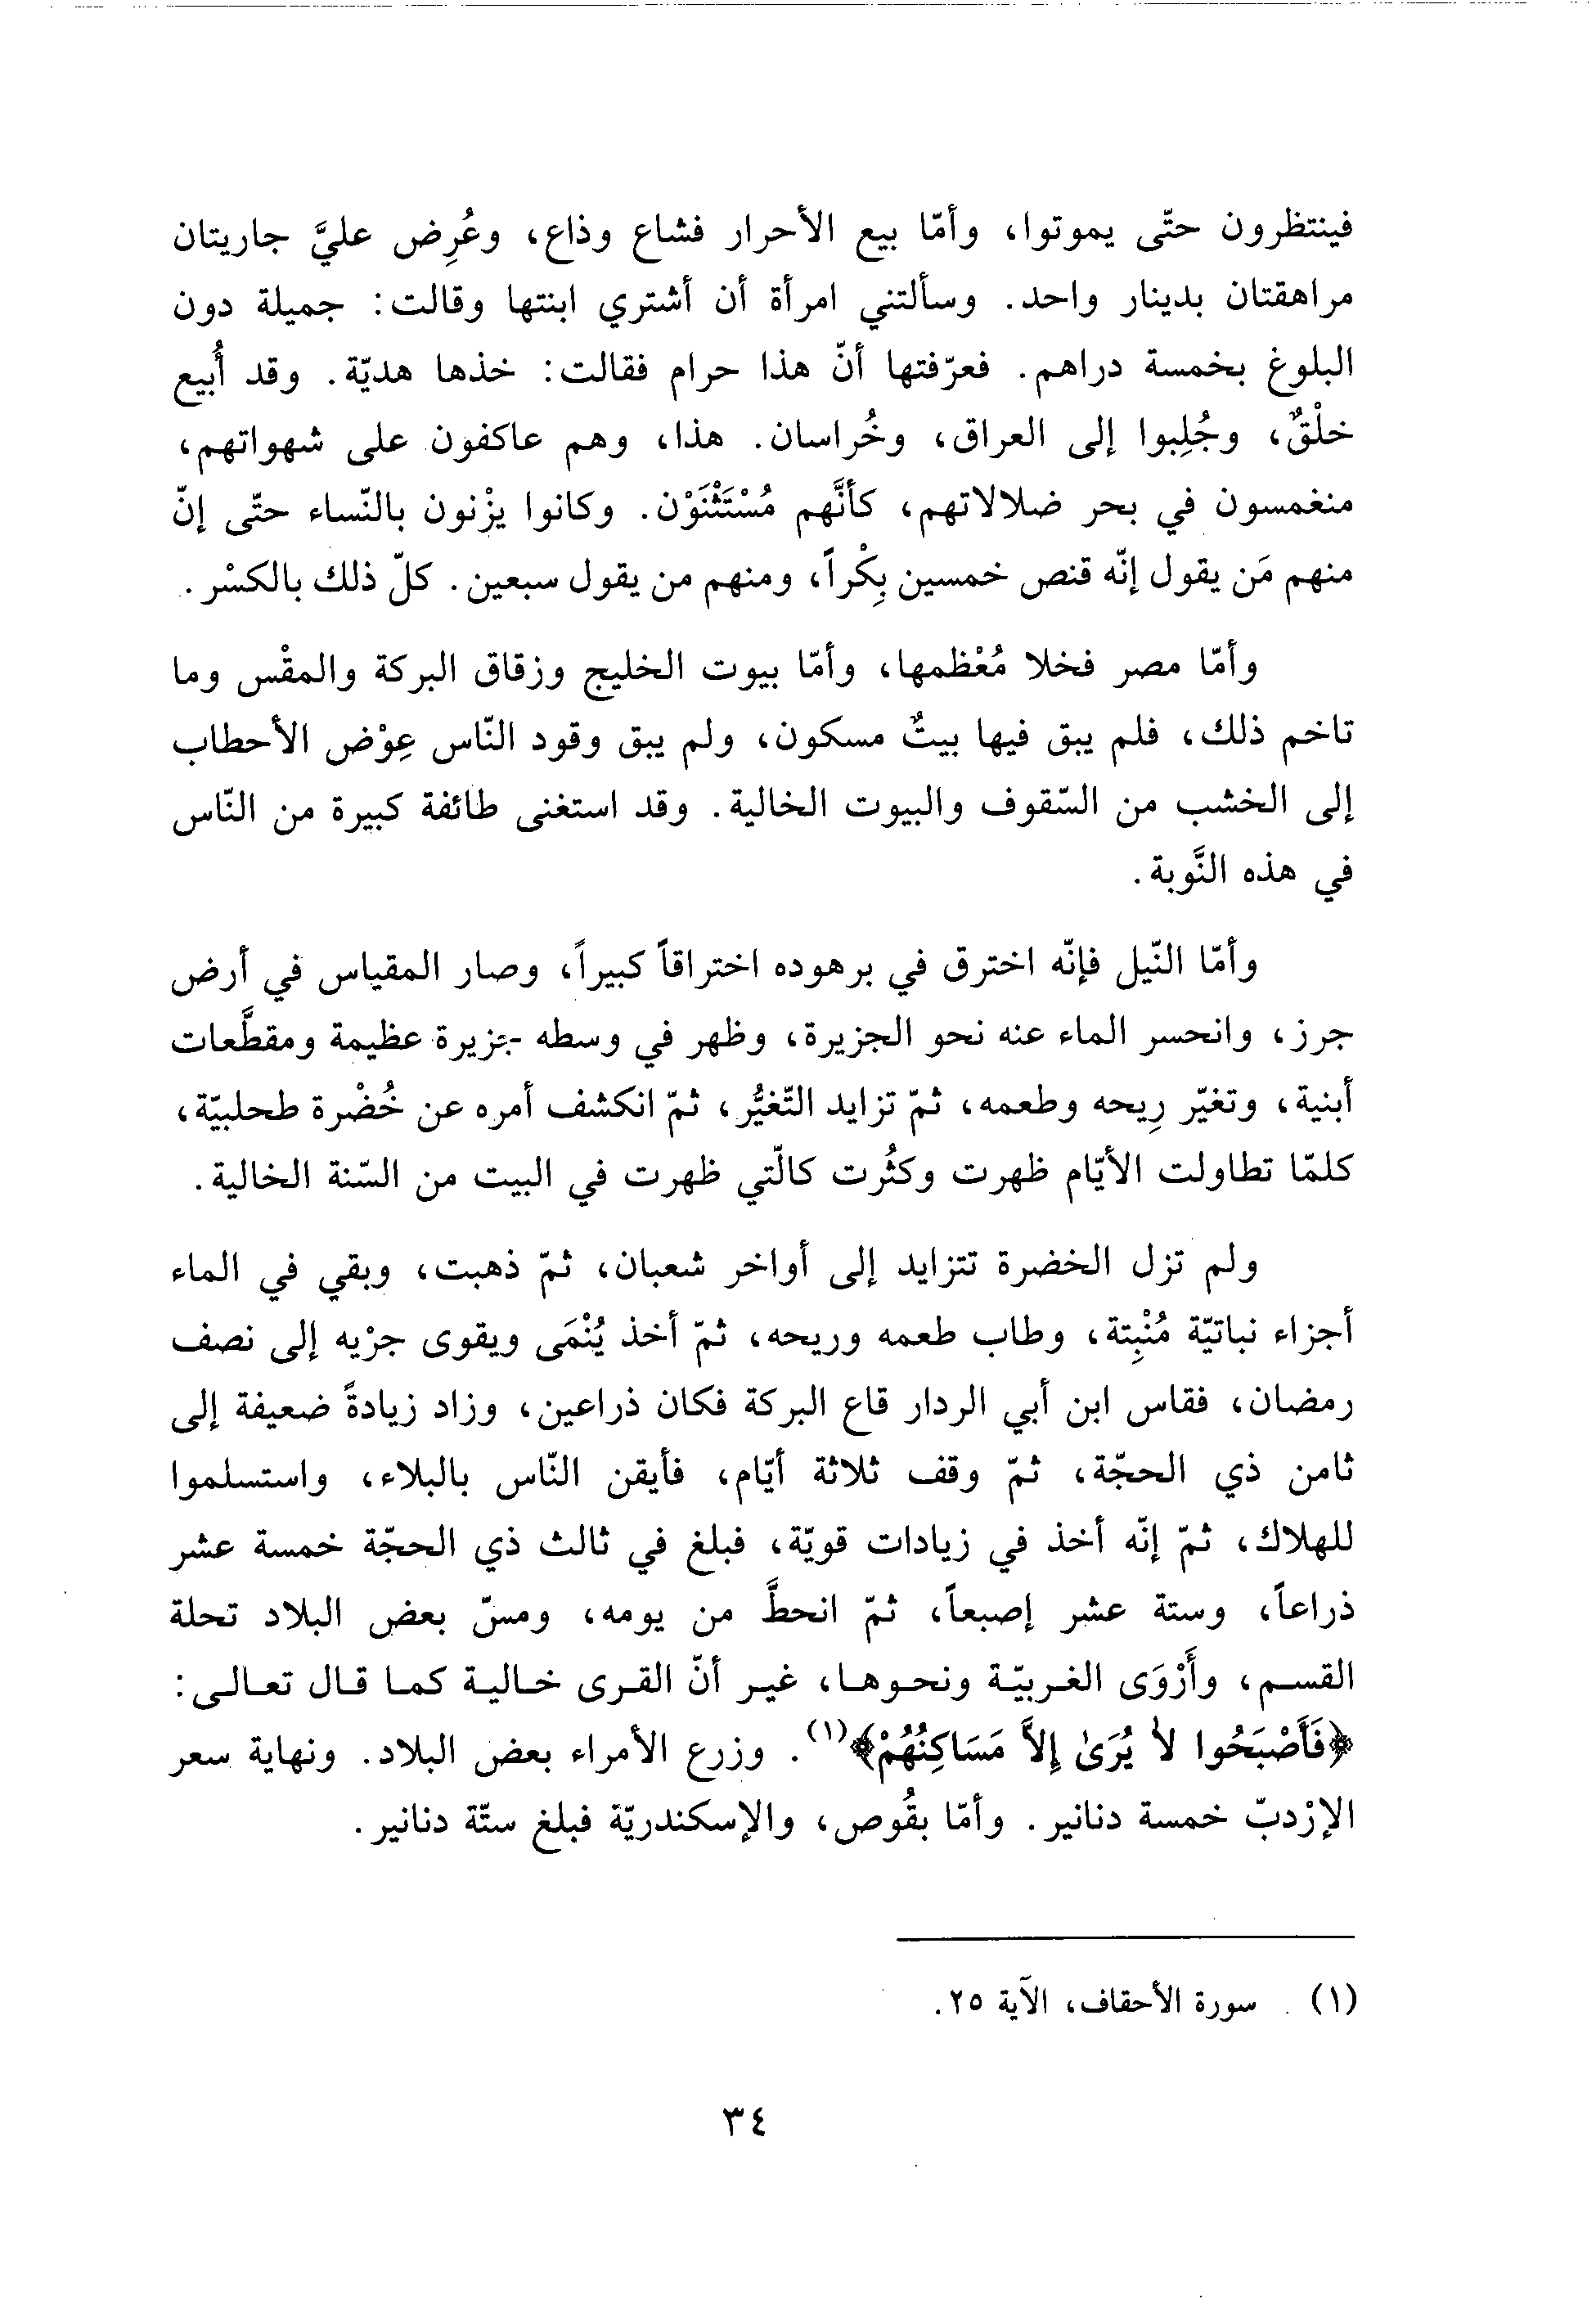 فينتظرون حتّى يموتوا، وأمّا بيع الأحرار فشاع وذاع، وعُرِض عليَّ جاريتان
مراهقتان بدينار واحد. وسألتني امرأة أن أشتري ابنتها وقالت: جميلة دون
البلوغ بخمسة دراهم. فعرّفتها أنّ هذا حرام فقالت: خذها هديّة. وقد أُبيع
خلْقٌ، وجُلِبوا إلى العراق، وخُراسان. هذا، وهم عاكفون على شهواتهم،
منغمسون في بحر ضلالاتهم، كأنَّهم مُسْتَثْنَوْن. وكانوا يزْنون بالنّساء حتّى إنّ
منهم مَن يقول إنّه قنص خمسين بِكْراً، ومنهم من يقول سبعين. كلّ ذلك بالكسْر.
وأمّا مصر فخلا مُعْظمها، وأمّا بيوت الخليج وزقاق البركة والمقْس وما
تاخم ذلك، فلم يبق فيها بيتٌ مسكون، ولم يبق وقود النّاس عِوْض الأحطاب
إلى الخشب من السّقوف والبيوت الخالية. وقد استغنى طائفة كبيرة من النّاس
في هذه النَّوبة.
وأمّا النّيل فإنّه اخترق في برهوده اختراقاً كبيراً، وصار المقياس في أرض
جرز، وانحسر الماء عنه نحو الجزيرة، وظهر في وسطه جزيرة عظيمة ومقطَّعات
أبنية، وتغيّر رِيحه وطعمه، ثمّ تزايد التّغيُّر، ثمّ انكشف أمره عن خُضْرة طحلبيّة،
كلمّا تطاولت الأيّام ظهرت وكثُرت كالّتي ظهرت في البيت من السّنة الخالية.
ولم تزل الخضرة تتزايد إلى أواخر شعبان، ثمّ ذهبت، وبقي في الماء
أجزاء نباتيّة مُنْبِتة، وطاب طعمه وريحه، ثمّ أخذ يُنْمَى ويقوى جرْيه إلى نصف
رمضان، فقاس ابن أبي الردار قاع البركة فكان ذراعين، وزاد زيادةً ضعيفة إلى
ثامن ذي الحجّة، ثمّ وقف ثلاثة أيّام، فأيقن النّاس بالبلاء، واستسلموا
للهلاك، ثمّ إنّه أخذ في زيادات قويّة، فبلغ في ثالث ذي الحجّة خمسة عشر
ذراعاً، وستة عشر إصبعاً، ثمّ انحطَّ من يومه، ومسّ بعض البلاد تحلة
القسم، وأَرْوَى الغربيّة ونحوها، غير أنّ القرى خالية كما قال تعالى:
﴿فَأَصْبَحُوا لاٰ يُرَىٰ إِلاَّ مَسَاكِنُهُمْ﴾(١). وزرع الأمراء بعض البلاد. ونهاية سعر
الإرْدبّ خمسة دنانير. وأمّا بقُوص، والإسكندريّة فبلغ ستّة دنانير.
(١) سورة الأحقاف، الآية ٢٥.
٣٤